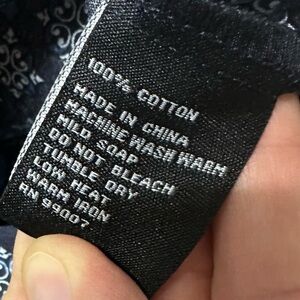 100% COTTON
MADE IN CHINA
MACHINE WASH WARM
MILD SOAP
DO NOT BLEACH
TUMBLE DRY
LOW HEAT
WARM IRON
RN 99007